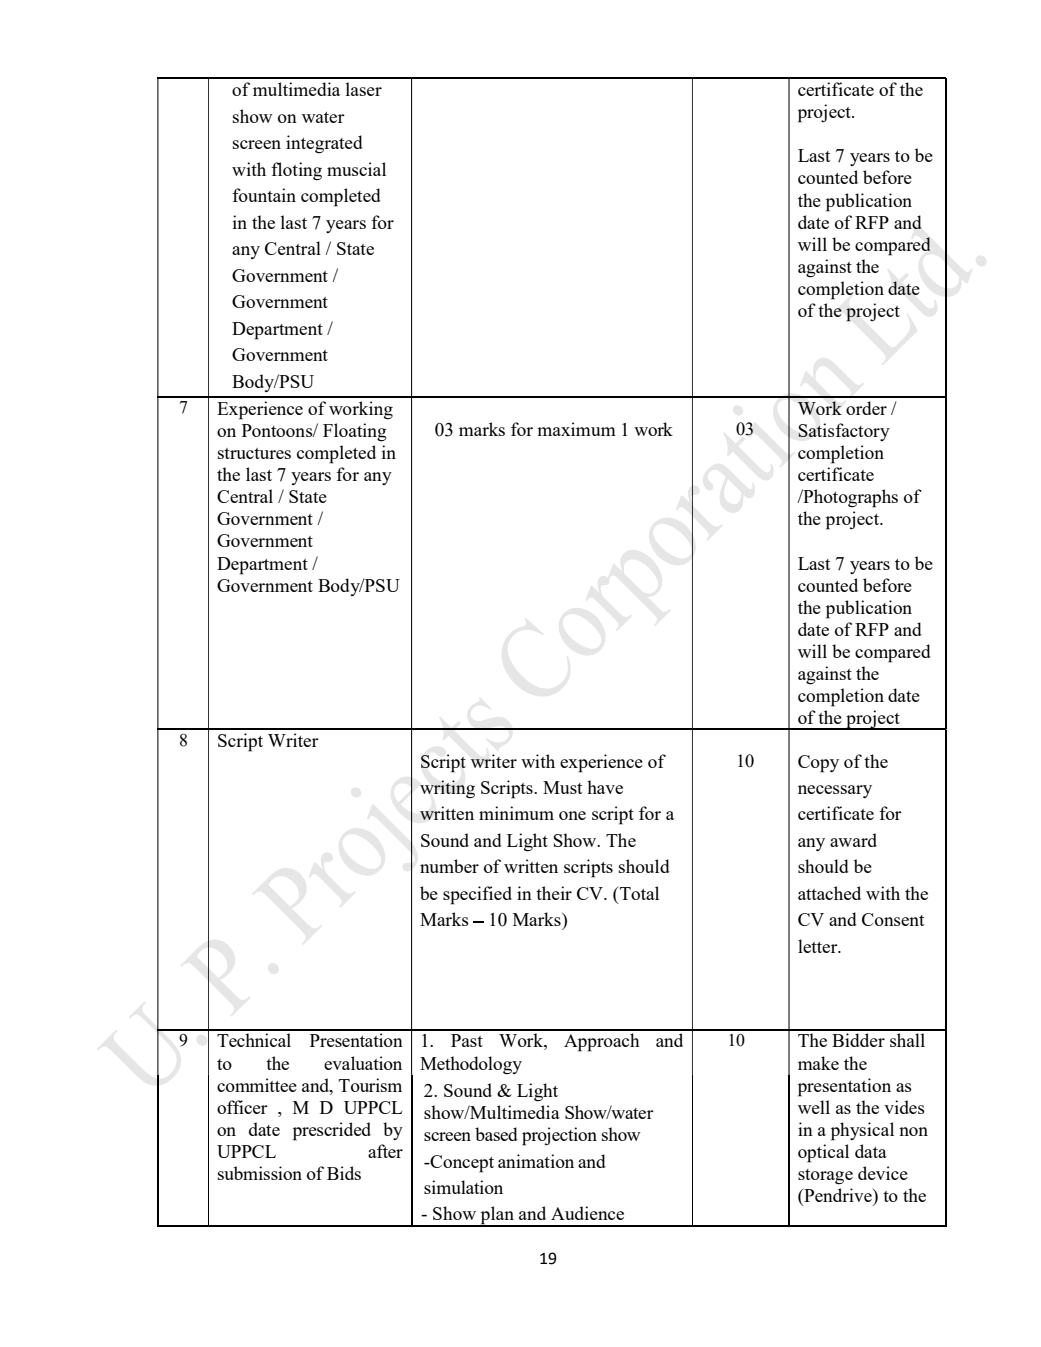 of multimedia laser
show on water
screen integrated
with floting muscial
fountain completed
in the last 7 years for
any Central / State
Government /
Government
Department /
Government
Body/PSU
certificate of the
project.
Last 7 years to be
counted before
the publication
date of RFP and
will be compared
against the
completion date
of the project
7
Experience of working
on Pontoons/ Floating
structures completed in
the last 7 years for any
Central / State
Government /
Government
Department /
Government Body/PSU
03 marks for maximum 1 work
03
Work order /
Satisfactory
completion
certificate
/Photographs of
the project.
Last 7 years to be
counted before
the publication
date of RFP and
will be compared
against the
completion date
of the project
8
Script Writer
Script writer with experience of
writing Scripts. Must have
written minimum one script for a
Sound and Light Show. The
number of written scripts should
be specified in their CV. (Total
Marks – 10 Marks)
10
Copy of the
necessary
certificate for
any award
should be
attached with the
CV and Consent
letter.
9
Technical Presentation
to the evaluation
committee and, Tourism
officer , M D UPPCL
on date prescrided by
UPPCL after
submission of Bids
1. Past Work, Approach and
Methodology
2. Sound & Light
show/Multimedia Show/water
screen based projection show
-Concept animation and
simulation
- Show plan and Audience
10
The Bidder shall
make the
presentation as
well as the vides
in a physical non
optical data
storage device
(Pendrive) to the
U. P. Projects Corporation Ltd.
19